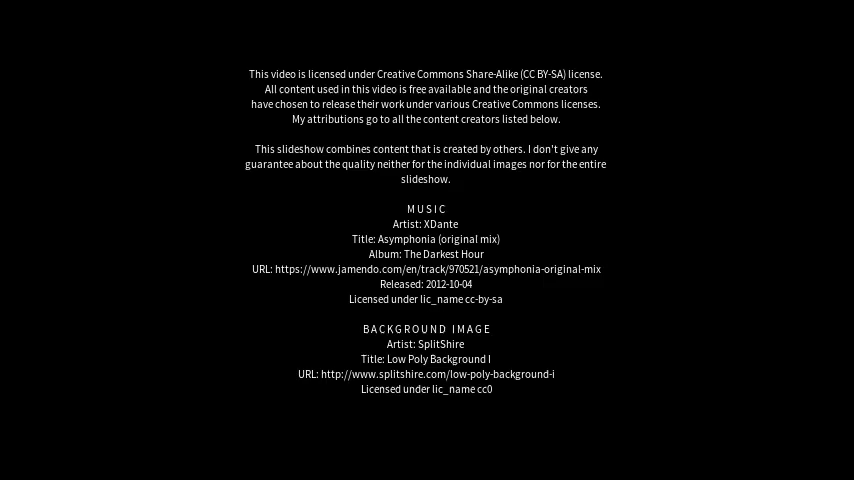 This video is licensed under Creative Commons Share-Alike (CC BY-SA) license.
All content used in this video is free available and the original creators
have chosen to release their work under various Creative Commons licenses.
My attributions go to all the content creators listed below.
This slideshow combines content that is created by others. I don't give any
guarantee about the quality neither for the individual images nor for the entire
slideshow.
MUSIC
Artist: XDante
Title: Asymphonia (original mix)
Album: The Darkest Hour
URL: https://www.jamendo.com/en/track/970521/asymphonia-original-mix
Released: 2012-10-04
Licensed under lic_name cc-by-sa
BACKGROUND IMAGE
Artist: SplitShire
Title: Low Poly Background I
URL: http://www.splitshire.com/low-poly-background-i
Licensed under lic_name cc0